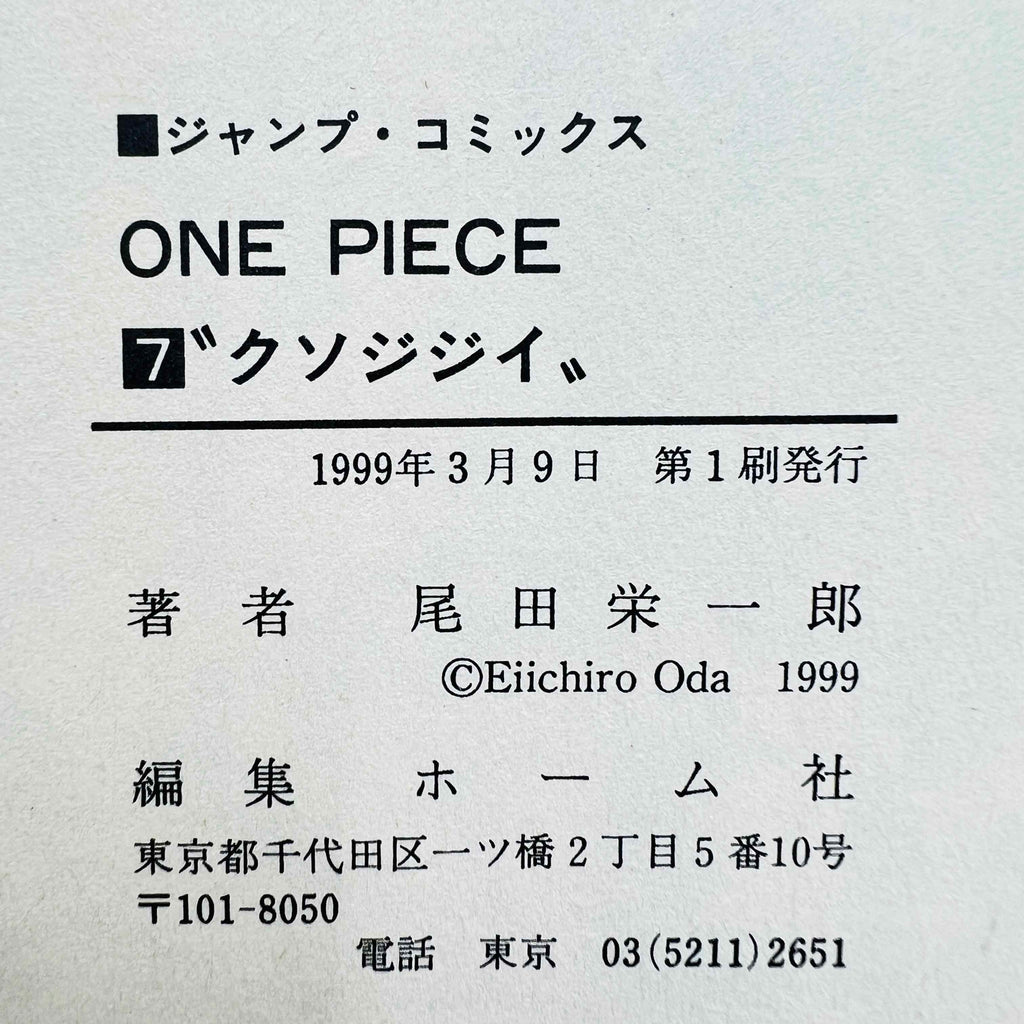 ■ジャンプ・コミックス
ONE PIECE
7〝クソジジイ〟
1999年3月9日　第1刷発行
著者　尾田栄一郎
©Eiichiro Oda　1999
編集　ホーム社
東京都千代田区一ツ橋2丁目5番10号
〒101-8050
電話　東京　03(5211)2651